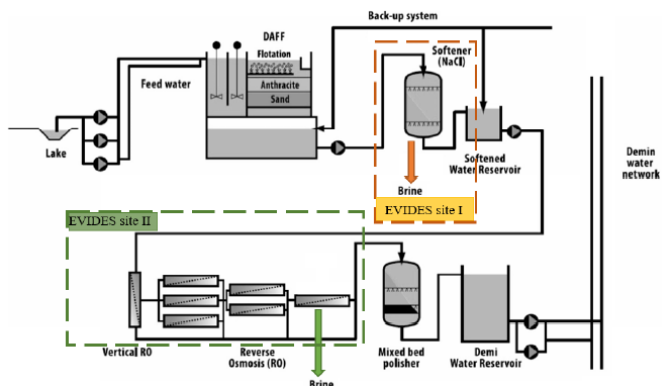 Back-up system
DAFF
Flotation
Anthracite
Sand
Feed water
Lake
Softener
(NaCl)
Brine
EVIDES site I
Softened
Water Reservoir
Demin
water
network
EVIDES site II
Vertical RO
Reverse
Osmosis (RO)
Brine
Mixed bed
polisher
Demi
Water Reservoir